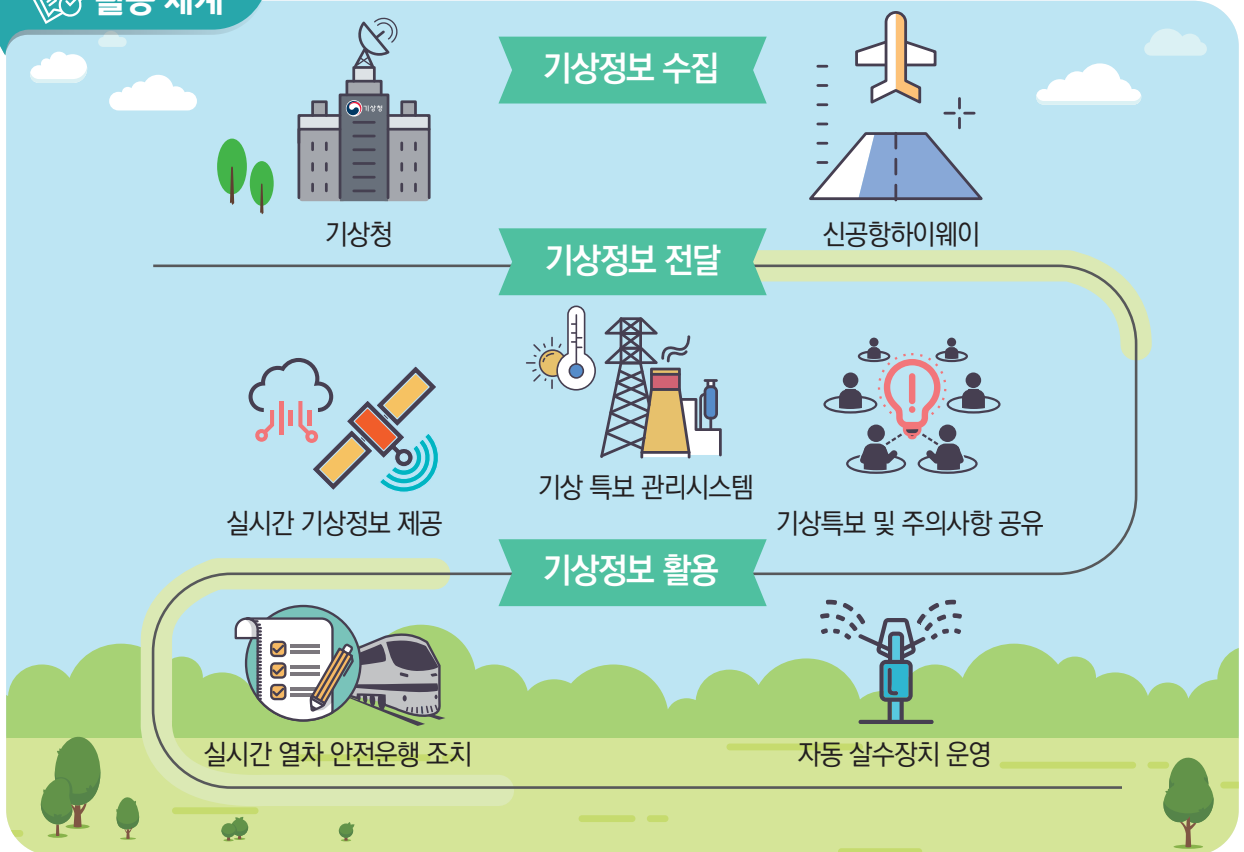 체계
기상정보 수집
기상청
기상청
신공항하이웨이
기상정보 전달
기상 특보 관리시스템
실시간 기상정보 제공
기상특보 및 주의사항 공유
기상정보 활용
실시간 열차 안전운행 조치
자동 살수장치 운영